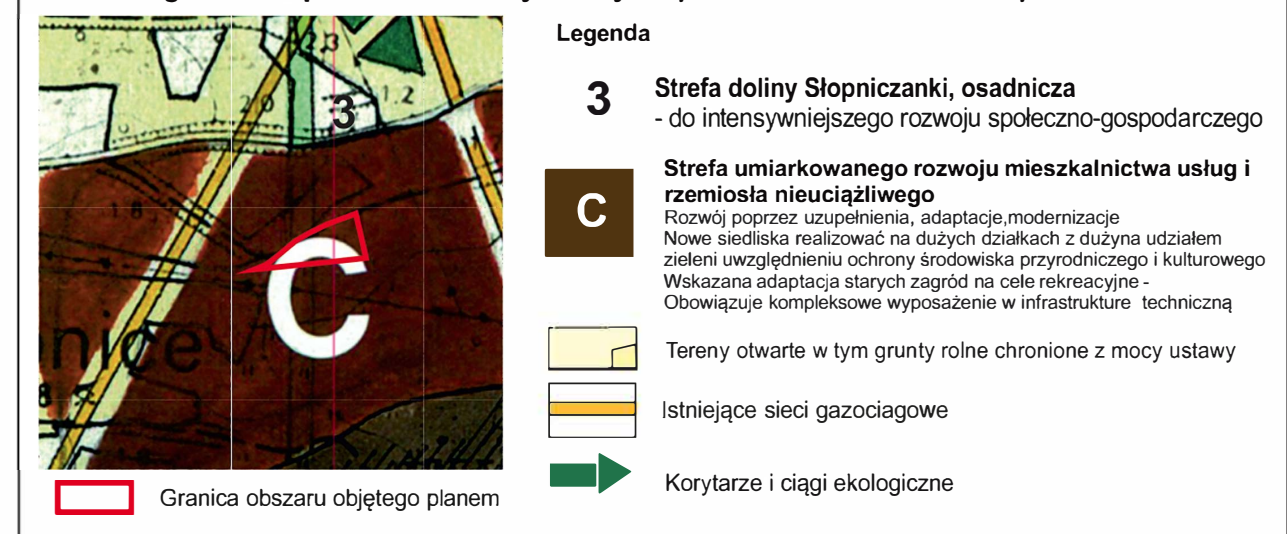 Legenda
3 Strefa doliny Słopniczanki, osadnicza
- do intensywniejszego rozwoju społeczno-gospodarczego
C Strefa umiarkowanego rozwoju mieszkalnictwa usług i
rzemiosła nieuciążliwego
Rozwój poprzez uzupełnienia, adaptacje,modernizacje
Nowe siedliska realizować na dużych działkach z dużyna udziałem
zieleni uwzględnieniu ochrony środowiska przyrodniczego i kulturowego
Wskazana adaptacja starych zagród na cele rekreacyjne -
Obowiązuje kompleksowe wyposażenie w infrastrukture techniczną
Tereny otwarte w tym grunty rolne chronione z mocy ustawy
Istniejące sieci gazociagowe
Korytarze i ciągi ekologiczne
3
C
nice
Granica obszaru objętego planem